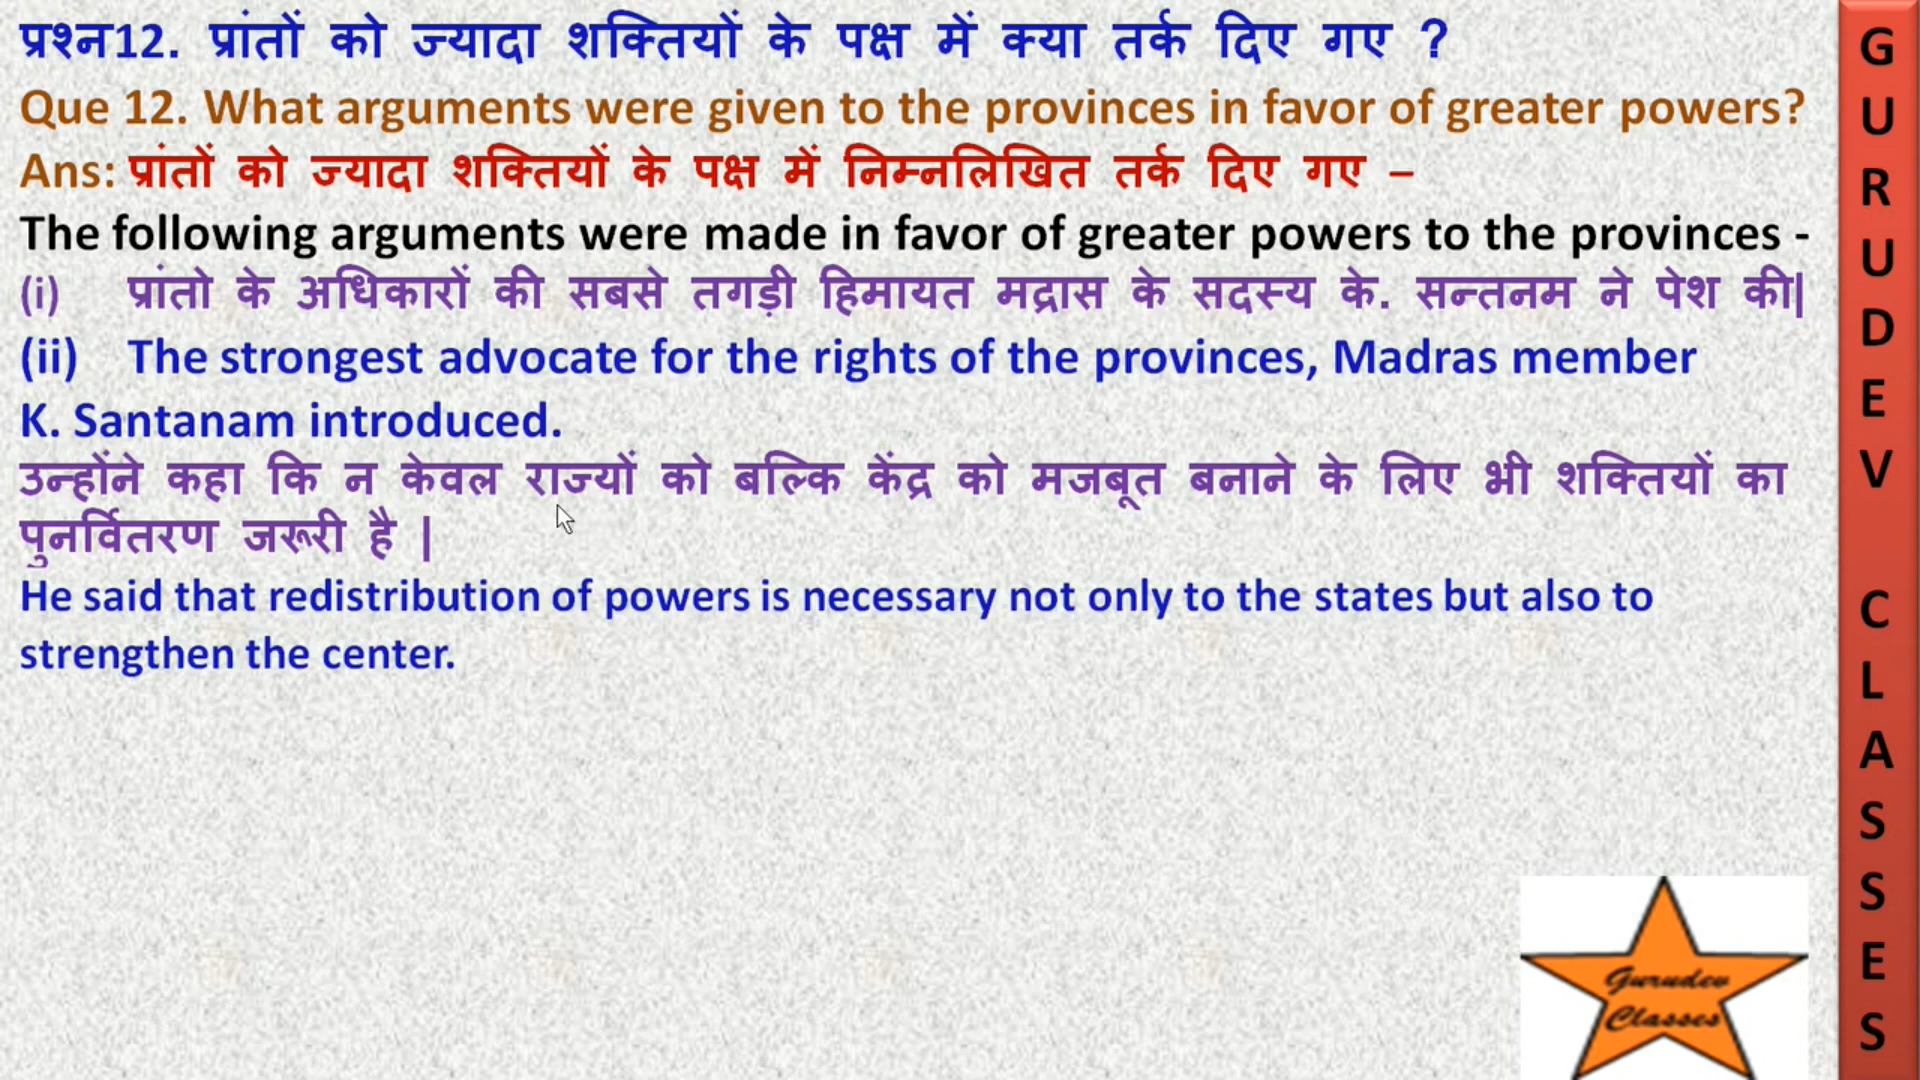 प्रश्न12. प्रांतों को ज्यादा शक्तियों के पक्ष में क्या तर्क दिए गए ?
Que 12. What arguments were given to the provinces in favor of greater powers?
Ans: प्रांतों को ज्यादा शक्तियों के पक्ष में निम्नलिखित तर्क दिए गए –
The following arguments were made in favor of greater powers to the provinces -
(i) प्रांतो के अधिकारों की सबसे तगड़ी हिमायत मद्रास के सदस्य के. सन्तनम ने पेश की|
(ii) The strongest advocate for the rights of the provinces, Madras member
K. Santanam introduced.
उन्होंने कहा कि न केवल राज्यों को बल्कि केंद्र को मजबूत बनाने के लिए भी शक्तियों का
पुनर्वितरण जरूरी है |
He said that redistribution of powers is necessary not only to the states but also to
strengthen the center.
GURUDEV CLASSES
Gurudev
Classes